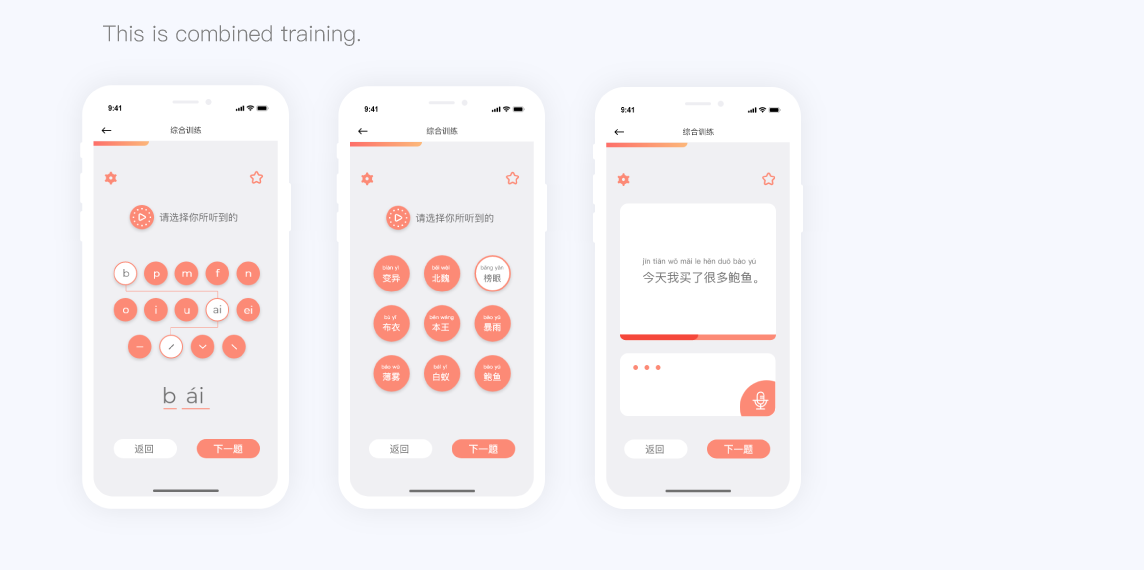 This is combined training.
9:41
综合训练
请选择你所听到的
b p m f n
o i u ai ei
b ái
返回 下一题
9:41
综合训练
请选择你所听到的
biàn yì běi wèi bǎng yǎn
变异 北魏 榜眼
bù yī běn wáng bào yǔ
布衣 本王 暴雨
báo wù bái yǐ bào yú
薄雾 白蚁 鲍鱼
返回 下一题
9:41
综合训练
jīn tiān wǒ mǎi le hěn duō bào yú
今天我买了很多鲍鱼。
返回 下一题